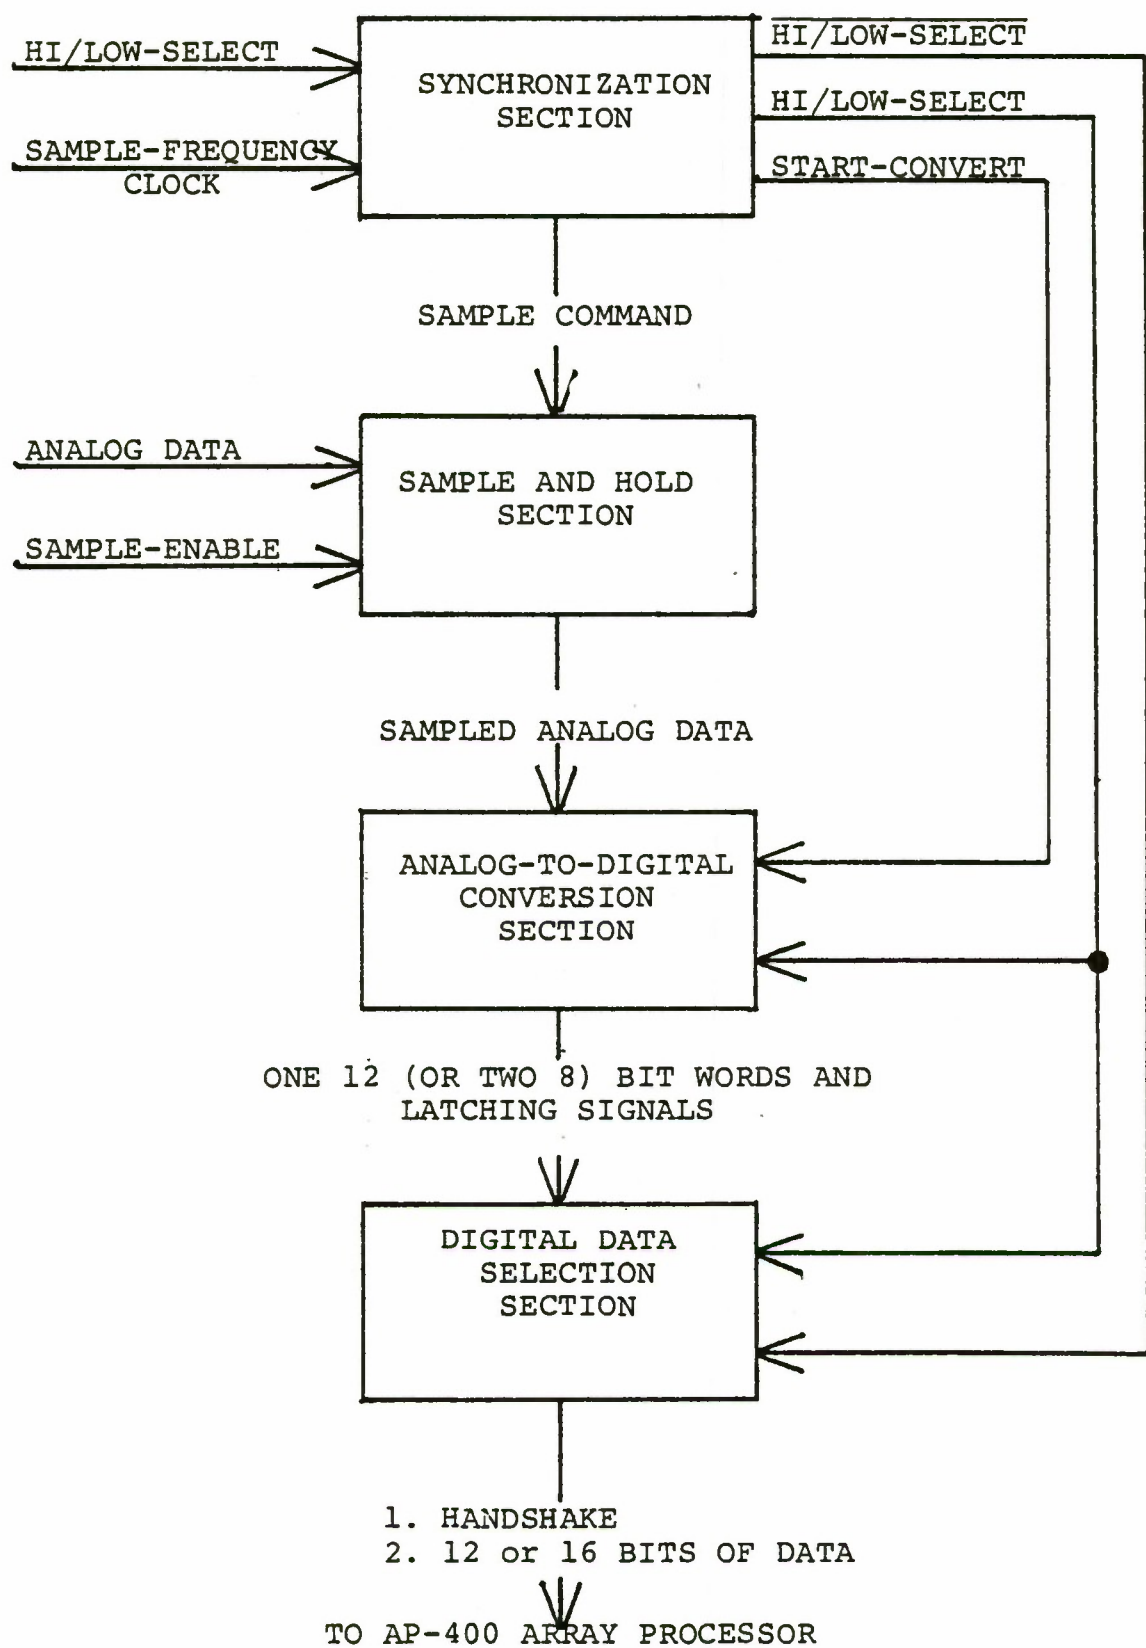 HI/LOW-SELECT
SAMPLE-FREQUENCY
CLOCK
SYNCHRONIZATION
SECTION
HI/LOW-SELECT
HI/LOW-SELECT
START-CONVERT
SAMPLE COMMAND
ANALOG DATA
SAMPLE-ENABLE
SAMPLE AND HOLD
SECTION
SAMPLED ANALOG DATA
ANALOG-TO-DIGITAL
CONVERSION
SECTION
ONE 12 (OR TWO 8) BIT WORDS AND
LATCHING SIGNALS
DIGITAL DATA
SELECTION
SECTION
1. HANDSHAKE
2. 12 or 16 BITS OF DATA
TO AP-400 ARRAY PROCESSOR